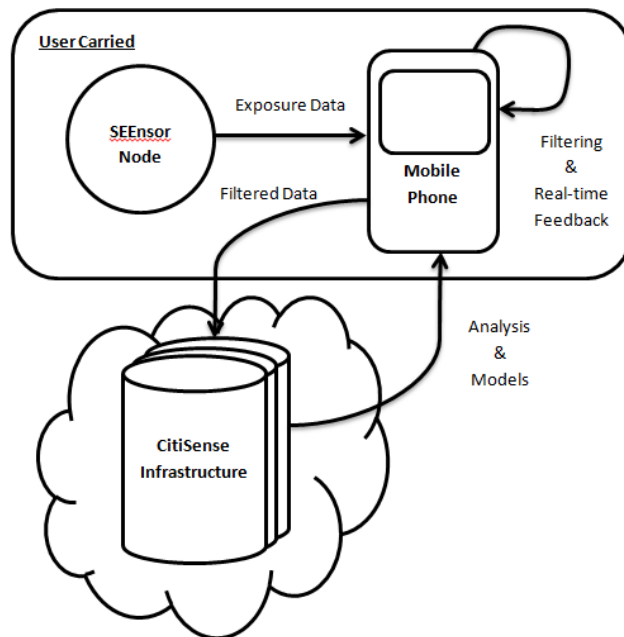 User Carried
SEEnsor
Node
Exposure Data
Mobile
Phone
Filtering
&
Real-time
Feedback
Filtered Data
Analysis
&
Models
CitiSense
Infrastructure